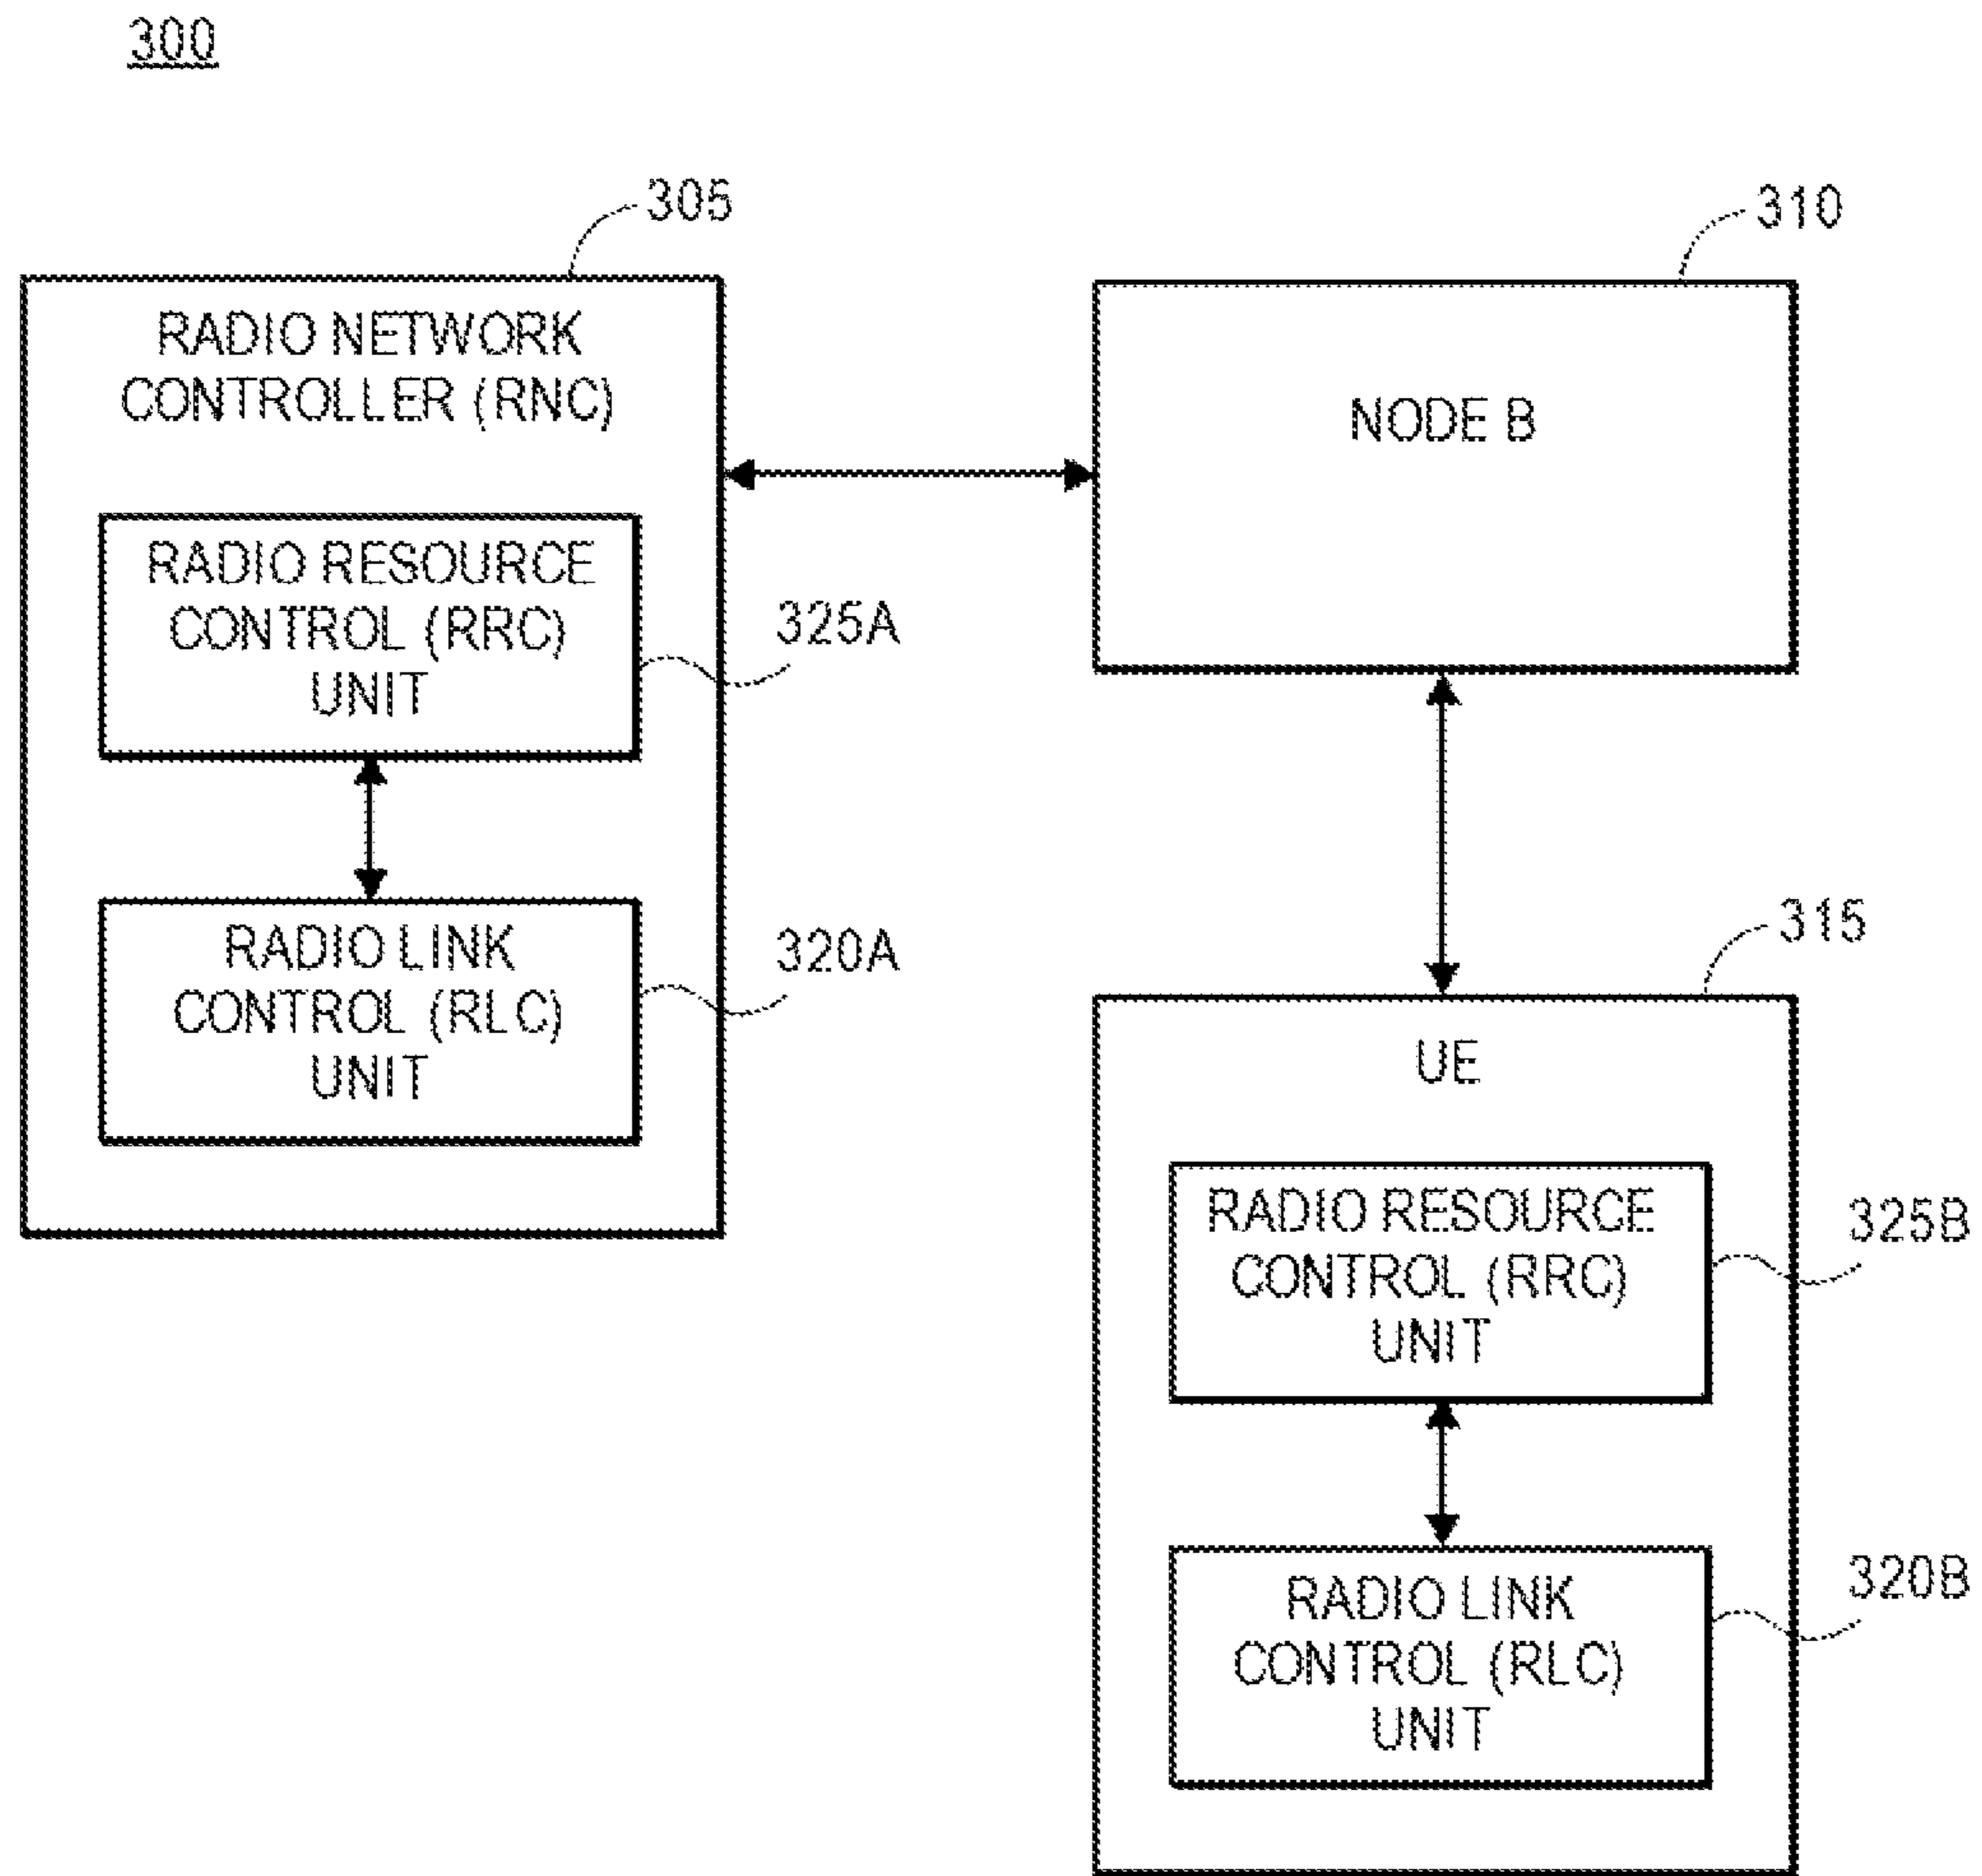 300
305
310
RADIO NETWORK
CONTROLLER (RNC)
NODE B
RADIO RESOURCE
CONTROL (RRC)
UNIT
325A
RADIO LINK
CONTROL (RLC)
UNIT
320A
315
UE
RADIO RESOURCE
CONTROL (RRC)
UNIT
325B
RADIO LINK
CONTROL (RLC)
UNIT
320B